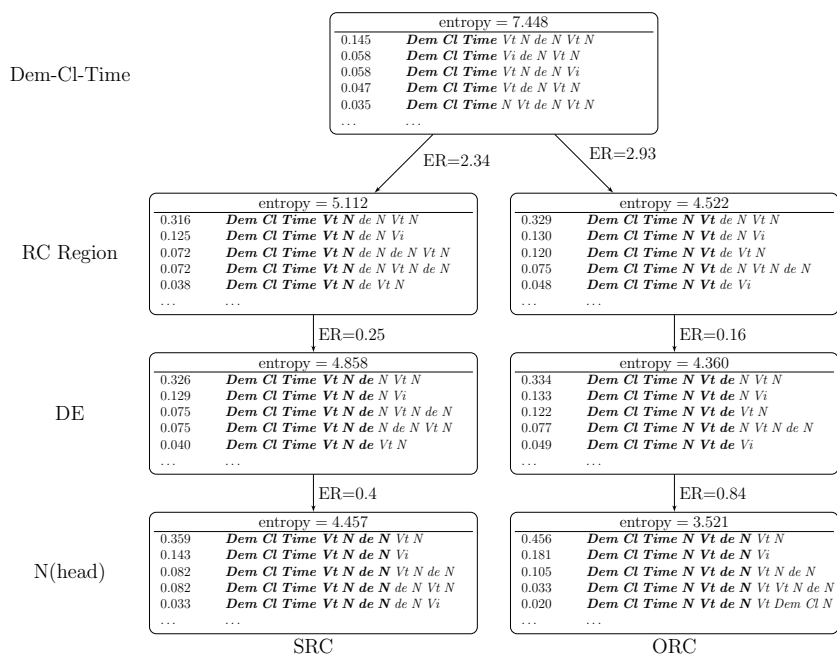 entropy = 7.448
0.145 Dem Cl Time Vt N de N Vt N
0.058 Dem Cl Time Vi de N Vt N
0.058 Dem Cl Time Vt N de N Vi
0.047 Dem Cl Time Vt de N Vt N
0.035 Dem Cl Time N Vt de N Vt N
... ...
Dem-Cl-Time
ER=2.34
ER=2.93
RC Region
entropy = 5.112
0.316 Dem Cl Time Vt N de N Vt N
0.125 Dem Cl Time Vt N de N Vi
0.072 Dem Cl Time Vt N de N de N Vt N
0.072 Dem Cl Time Vt N de N Vt N de N
0.038 Dem Cl Time Vt N de Vt N
... ...
entropy = 4.522
0.329 Dem Cl Time N Vt de N Vt N
0.130 Dem Cl Time N Vt de N Vi
0.120 Dem Cl Time N Vt de Vt N
0.075 Dem Cl Time N Vt de N Vt N de N
0.048 Dem Cl Time N Vt de Vi
... ...
ER=0.25
ER=0.16
DE
entropy = 4.858
0.326 Dem Cl Time Vt N de N Vt N
0.129 Dem Cl Time Vt N de N Vi
0.075 Dem Cl Time Vt N de N Vt N de N
0.075 Dem Cl Time Vt N de N de N Vt N
0.040 Dem Cl Time Vt N de Vt N
... ...
entropy = 4.360
0.334 Dem Cl Time N Vt de N Vt N
0.133 Dem Cl Time N Vt de N Vi
0.122 Dem Cl Time N Vt de Vt N
0.077 Dem Cl Time N Vt de N Vt N de N
0.049 Dem Cl Time N Vt de Vi
... ...
ER=0.4
ER=0.84
N(head)
entropy = 4.457
0.359 Dem Cl Time Vt N de N Vt N
0.143 Dem Cl Time Vt N de N Vi
0.082 Dem Cl Time Vt N de N Vt N de N
0.082 Dem Cl Time Vt N de N de N Vt N
0.033 Dem Cl Time Vt N de N de N Vi
... ...
entropy = 3.521
0.456 Dem Cl Time N Vt de N Vt N
0.181 Dem Cl Time N Vt de N Vi
0.105 Dem Cl Time N Vt de N Vt N de N
0.033 Dem Cl Time N Vt de N Vt Vt N de N
0.020 Dem Cl Time N Vt de N Vt Dem Cl N
... ...
SRC
ORC